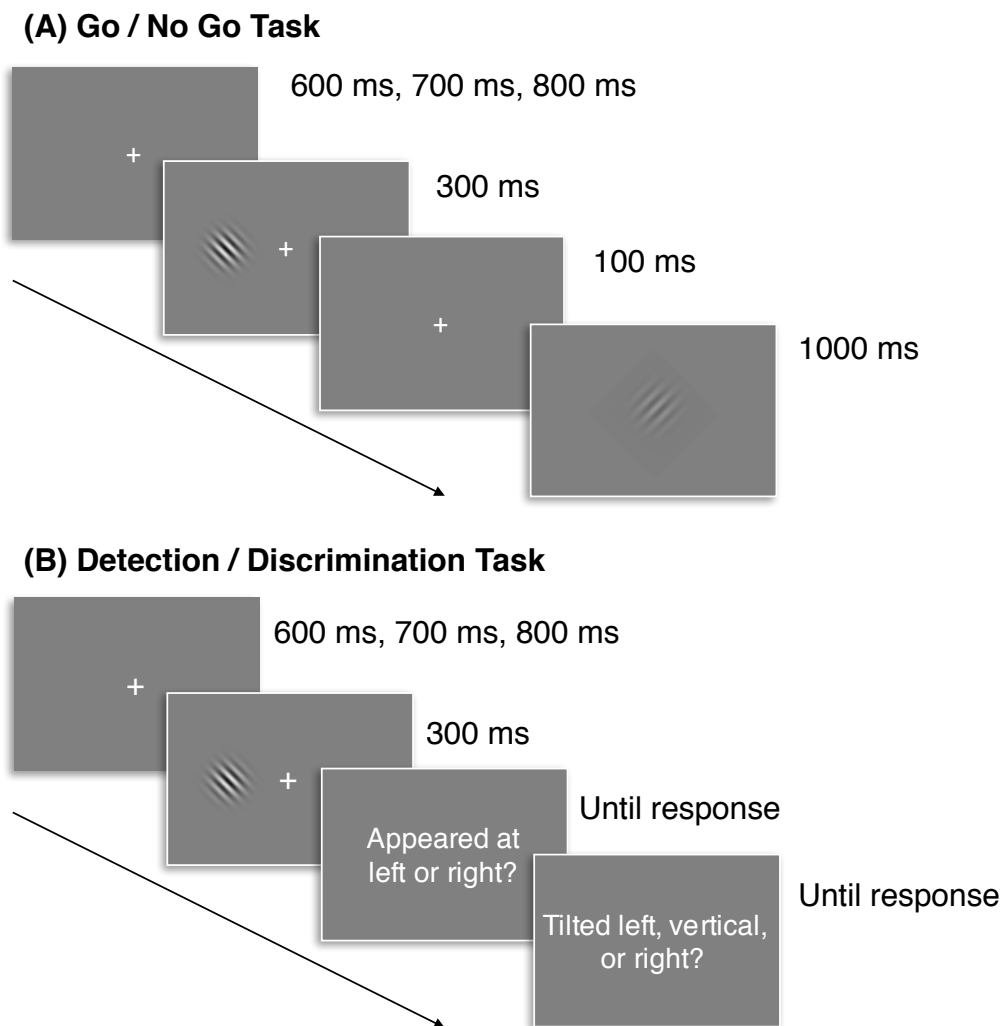 (A) Go / No Go Task
600 ms, 700 ms, 800 ms
300 ms
100 ms
1000 ms
(B) Detection / Discrimination Task
600 ms, 700 ms, 800 ms
300 ms
Until response
Appeared at
left or right?
Until response
Tilted left, vertical,
or right?